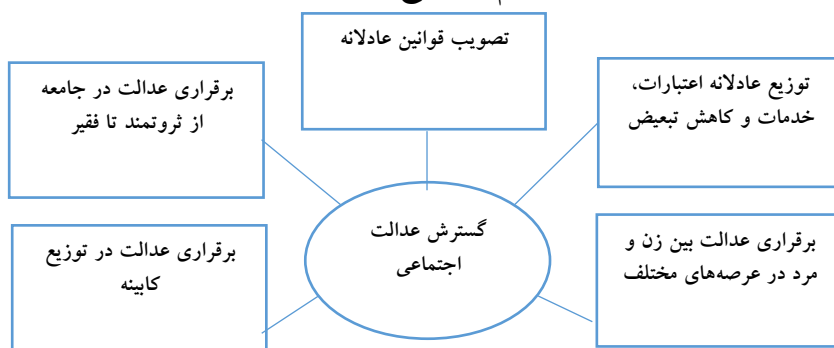 تصویب قوانین عادلانه
توزیع عادلانه اعتبارات،
خدمات و کاهش تبعیض
برقراری عدالت در جامعه
از ثروتمند تا فقیر
گسترش عدالت
اجتماعی
برقراری عدالت بین زن و
مرد در عرصه‌های مختلف
برقراری عدالت در توزیع
کابینه